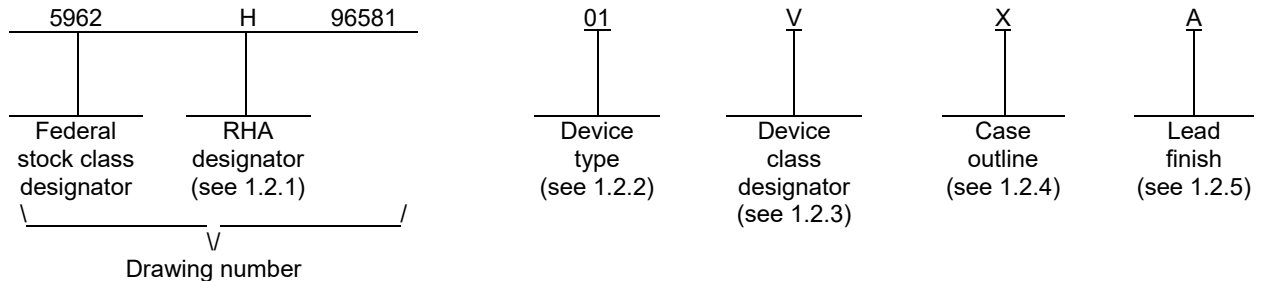 5962 H 96581 01 V X A
Federal stock class designator
RHA designator (see 1.2.1)
Device type (see 1.2.2)
Device class designator (see 1.2.3)
Case outline (see 1.2.4)
Lead finish (see 1.2.5)
Drawing number